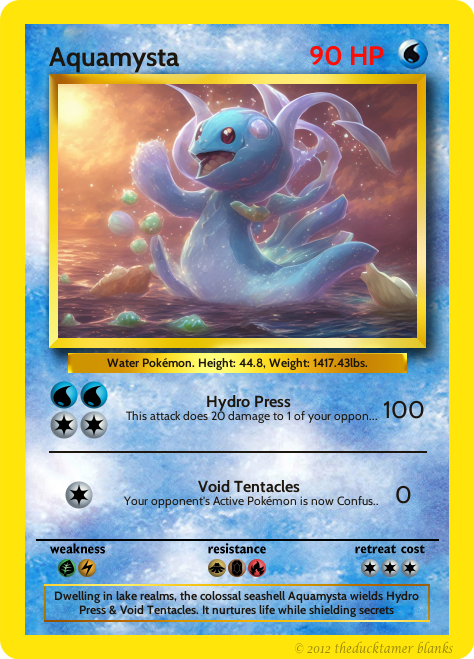 Aquamysta 90 HP
Water Pokémon. Height: 44.8, Weight: 1417.43lbs.
Hydro Press
This attack does 20 damage to 1 of your oppon... 100
Void Tentacles
Your opponent's Active Pokémon is now Confus.. 0
weakness resistance retreat cost
Dwelling in lake realms, the colossal seashell Aquamysta wields Hydro
Press & Void Tentacles. It nurtures life while shielding secrets
© 2012 theducktamer blanks